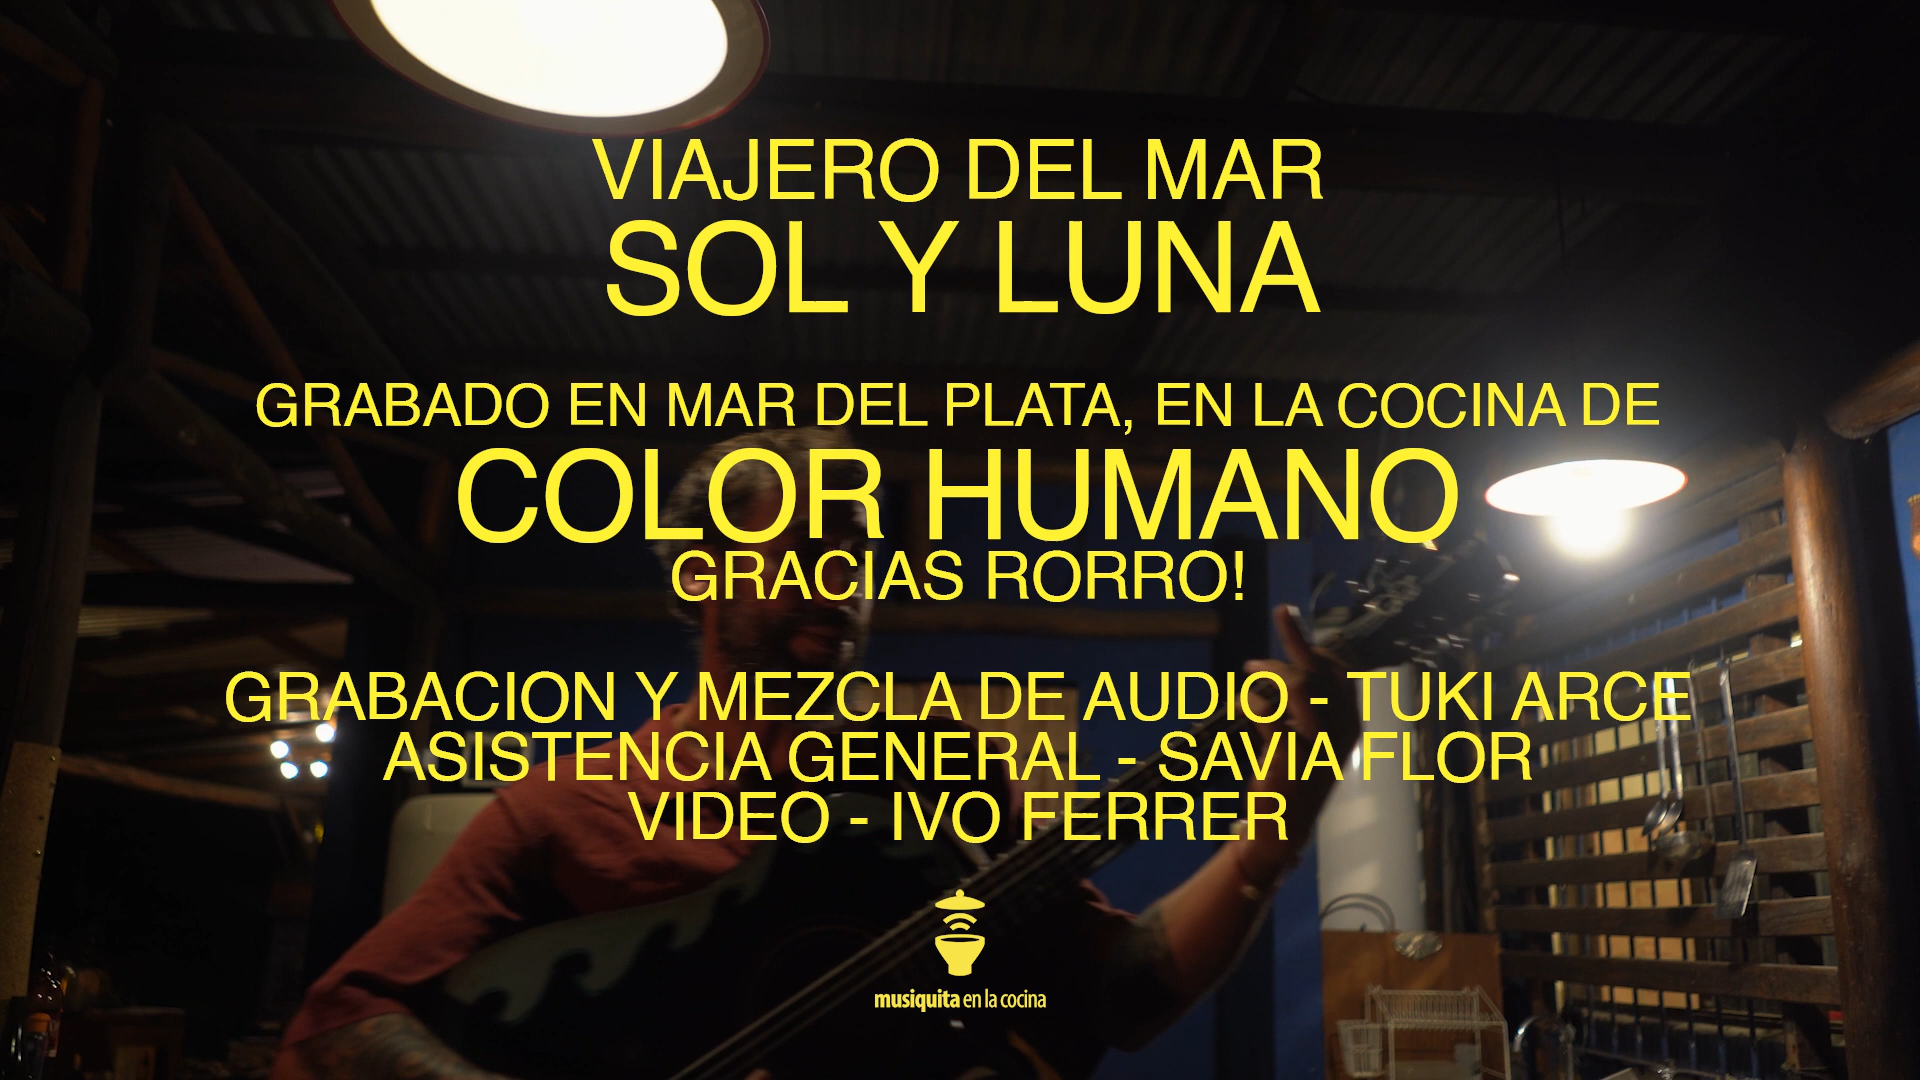 VIAJERO DEL MAR
SOL Y LUNA
GRABADO EN MAR DEL PLATA, EN LA COCINA DE
COLOR HUMANO
GRACIAS RORRO!
GRABACION Y MEZCLA DE AUDIO - TUKI ARCE
ASISTENCIA GENERAL - SAVIA FLOR
VIDEO - IVO FERRER
musiquita en la cocina